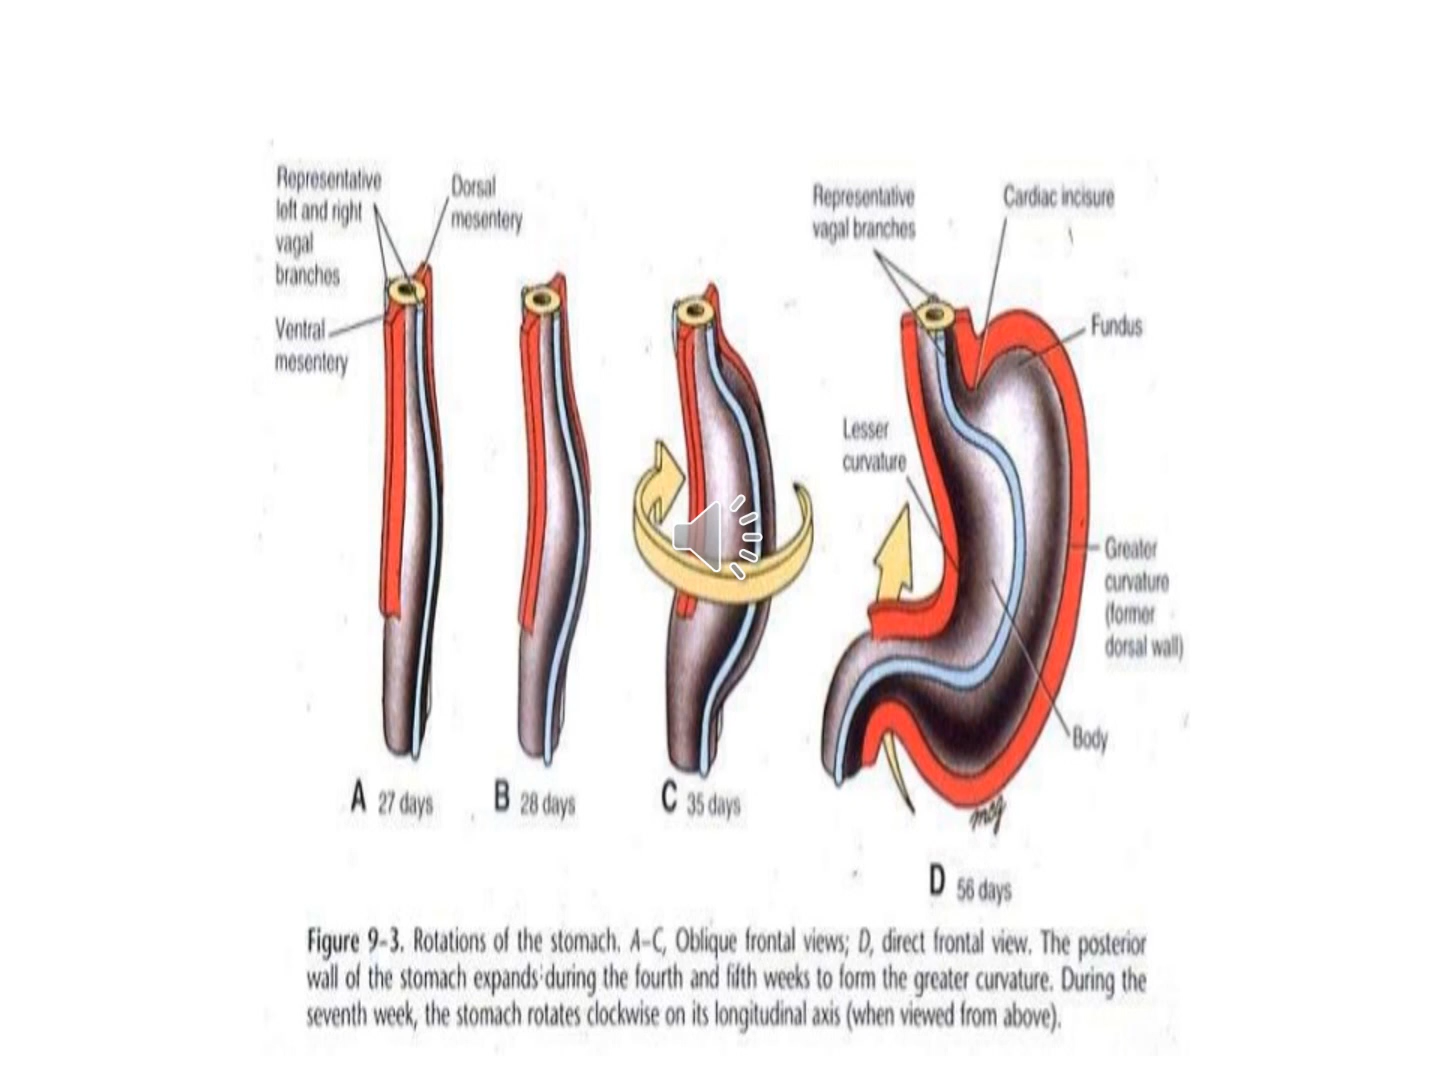 Representative
left and right
vagal
branches
Dorsal
mesentery
Ventral
mesentery
Representative
vagal branches
Cardiac incisure
Fundus
Lesser
curvature
Greater
curvature
(former
dorsal wall)
Body
A 27 days
B 28 days
C 35 days
D 56 days
Figure 9-3. Rotations of the stomach. A–C, Oblique frontal views; D, direct frontal view. The posterior
wall of the stomach expands during the fourth and fifth weeks to form the greater curvature. During the
seventh week, the stomach rotates clockwise on its longitudinal axis (when viewed from above).